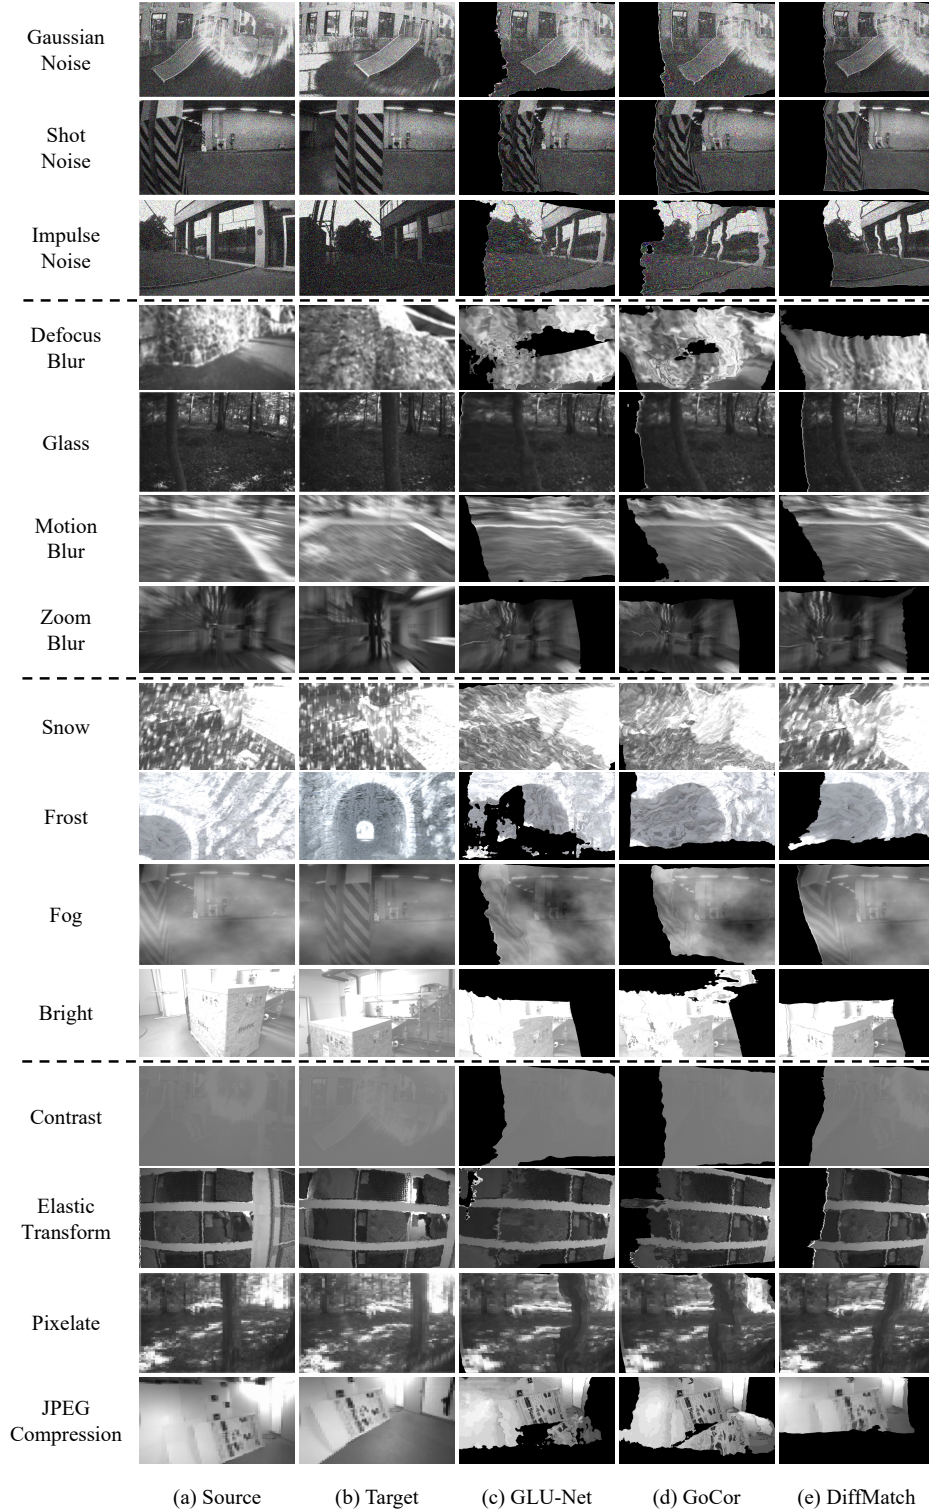 Gaussian
Noise
Shot
Noise
Impulse
Noise
Defocus
Blur
Glass
Motion
Blur
Zoom
Blur
Snow
Frost
Fog
Bright
Contrast
Elastic
Transform
Pixelate
JPEG
Compression
(a) Source (b) Target (c) GLU-Net (d) GoCor (e) DiffMatch